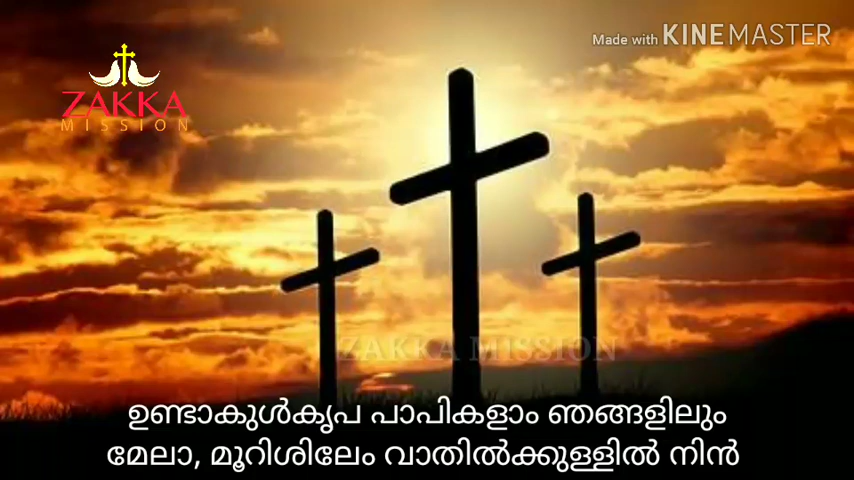 Made with KINEMASTER
ZAKKA
MISSION
ZAKKA MISSION
ഉണ്ടാകുൾകൃപ പാപികളാം ഞങ്ങളിലും
മേലാ, മൂറിശിലേം വാതിൽക്കുള്ളിൽ നിൻ